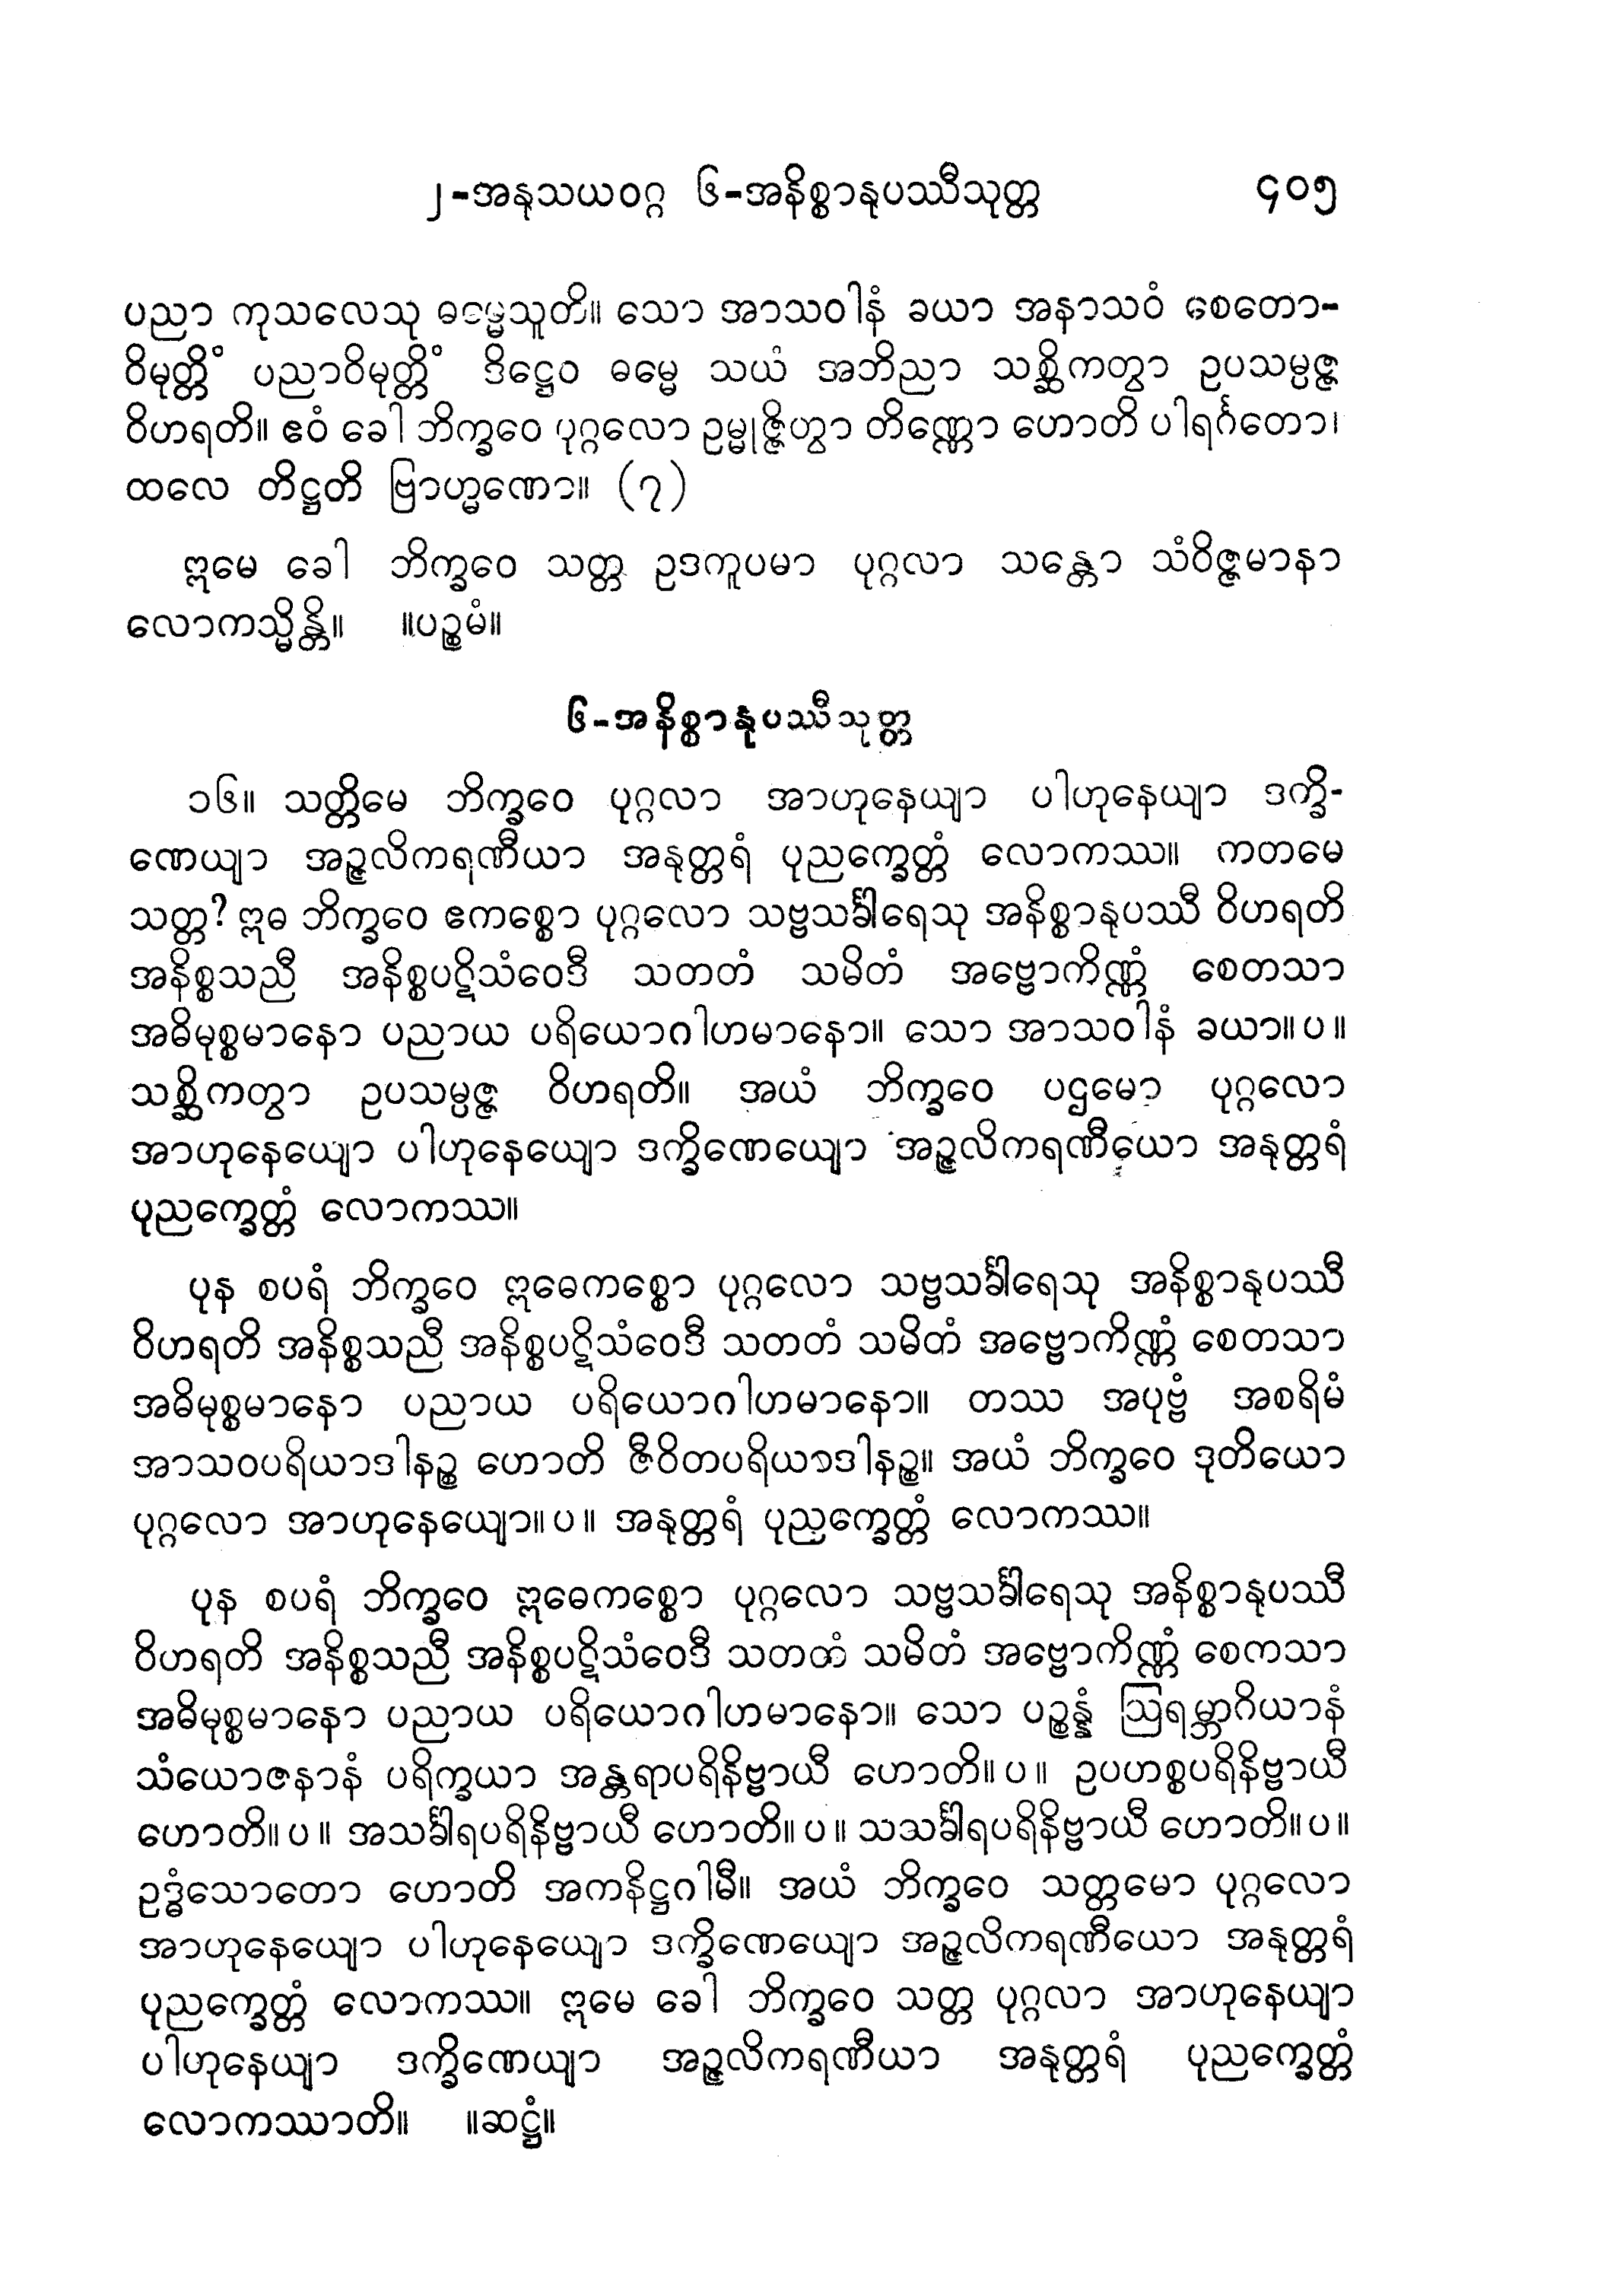 ၂-အနုသယဝဂ္ဂ ၆-အနိစ္စာနုပဿီသုတ္တ ၄၀၅
ပညာ ကုသလေသု ဓမ္မေသူတိ။ သော အာသဝါနံ ခယာ အနာသဝံ စေတော-
ဝိမုတ္တိံ ပညာဝိမုတ္တိံ ဒိဋ္ဌေဝ ဓမ္မေ သယံ အဘိညာ သစ္ဆိကတွာ ဥပသမ္ပဇ္ဇ
ဝိဟရတိ။ ဧဝံ ခေါ ဘိက္ခဝေ ပုဂ္ဂလော ဥမ္မုဇ္ဇိတွာ တိဏ္ဏော ဟောတိ ပါရင်္ဂတော၊
ထလေ တိဋ္ဌတိ ဗြာဟ္မဏော။ (၇)
ဣမေ ခေါ ဘိက္ခဝေ သတ္တ ဥဒကူပမာ ပုဂ္ဂလာ သန္တော သံဝိဇ္ဇမာနာ
လောကသ္မိန္တိ။ ။ပဉ္စမံ။
၆-အနိစ္စာနုပဿီသုတ္တ
၁၆။ သတ္တိမေ ဘိက္ခဝေ ပုဂ္ဂလာ အာဟုနေယျာ ပါဟုနေယျာ ဒက္ခိ-
ဏေယျာ အဉ္ဇလိကရဏီယာ အနုတ္တရံ ပုညက္ခေတ္တံ လောကဿ။ ကတမေ
သတ္တ? ဣဓ ဘိက္ခဝေ ဧကစ္စော ပုဂ္ဂလော သဗ္ဗသင်္ခါရေသု အနိစ္စာနုပဿီ ဝိဟရတိ
အနိစ္စသညီ အနိစ္စပဋိသံဝေဒီ သတတံ သမိတံ အဗ္ဗောကိဏ္ဏံ စေတသာ
အဓိမုစ္စမာနော ပညာယ ပရိယောဂါဟမာနော။ သော အာသဝါနံ ခယာ။ပ။
သစ္ဆိကတွာ ဥပသမ္ပဇ္ဇ ဝိဟရတိ။ အယံ ဘိက္ခဝေ ပဌမော ပုဂ္ဂလော
အာဟုနေယျော ပါဟုနေယျော ဒက္ခိဏေယျော အဉ္ဇလိကရဏီယော အနုတ္တရံ
ပုညက္ခေတ္တံ လောကဿ။
ပုန စပရံ ဘိက္ခဝေ ဣဓေကစ္စော ပုဂ္ဂလော သဗ္ဗသင်္ခါရေသု အနိစ္စာနုပဿီ
ဝိဟရတိ အနိစ္စသညီ အနိစ္စပဋိသံဝေဒီ သတတံ သမိတံ အဗ္ဗောကိဏ္ဏံ စေတသာ
အဓိမုစ္စမာနော ပညာယ ပရိယောဂါဟမာနော။ တဿ အပုဗ္ဗံ အစရိမံ
အာသဝပရိယာဒါနဉ္စ ဟောတိ ဇီဝိတပရိယာဒါနဉ္စ။ အယံ ဘိက္ခဝေ ဒုတိယော
ပုဂ္ဂလော အာဟုနေယျော။ပ။ အနုတ္တရံ ပုညက္ခေတ္တံ လောကဿ။
ပုန စပရံ ဘိက္ခဝေ ဣဓေကစ္စော ပုဂ္ဂလော သဗ္ဗသင်္ခါရေသု အနိစ္စာနုပဿီ
ဝိဟရတိ အနိစ္စသညီ အနိစ္စပဋိသံဝေဒီ သတတံ သမိတံ အဗ္ဗောကိဏ္ဏံ စေကသာ
အဓိမုစ္စမာနော ပညာယ ပရိယောဂါဟမာနော။ သော ပဉ္စန္နံ ဩရမ္ဘာဂိယာနံ
သံယောဇနာနံ ပရိက္ခယာ အန္တရာပရိနိဗ္ဗာယီ ဟောတိ။ပ။ ဥပဟစ္စပရိနိဗ္ဗာယီ
ဟောတိ။ပ။ အသင်္ခါရပရိနိဗ္ဗာယီ ဟောတိ။ပ။ သသင်္ခါရပရိနိဗ္ဗာယီ ဟောတိ။ပ။
ဥဒ္ဓံသောတော ဟောတိ အကနိဋ္ဌဂါမီ။ အယံ ဘိက္ခဝေ သတ္တမော ပုဂ္ဂလော
အာဟုနေယျော ပါဟုနေယျော ဒက္ခိဏေယျော အဉ္ဇလိကရဏီယော အနုတ္တရံ
ပုညက္ခေတ္တံ လောကဿ။ ဣမေ ခေါ ဘိက္ခဝေ သတ္တ ပုဂ္ဂလာ အာဟုနေယျာ
ပါဟုနေယျာ ဒက္ခိဏေယျာ အဉ္ဇလိကရဏီယာ အနုတ္တရံ ပုညက္ခေတ္တံ
လောကဿာတိ။ ။ဆဋ္ဌံ။